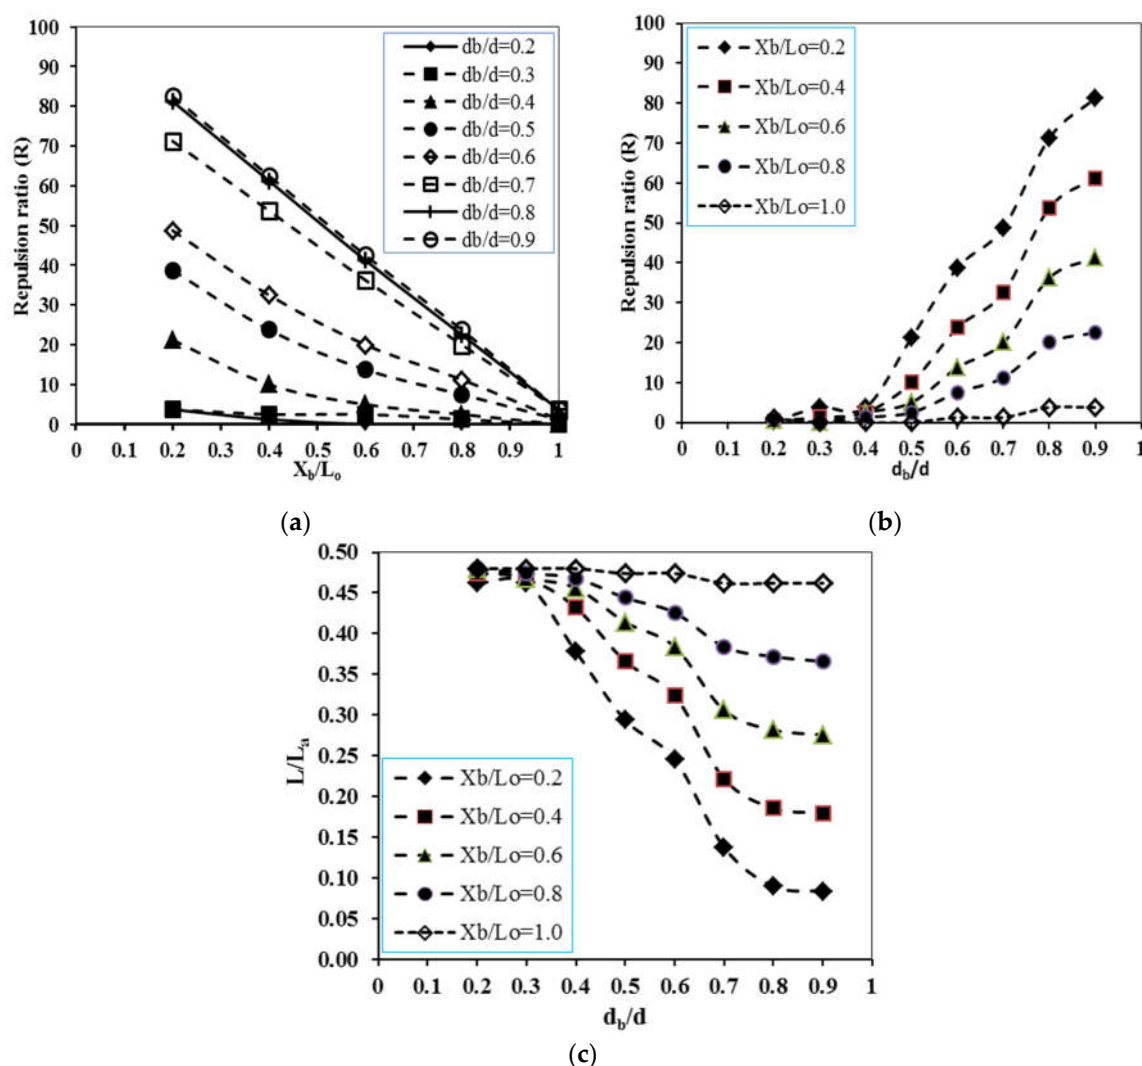 100
90
80
70
60
50
40
30
20
10
0
Repulsion ratio (R)
0 0.1 0.2 0.3 0.4 0.5 0.6 0.7 0.8 0.9 1
Xb/Lo
db/d=0.2
db/d=0.3
db/d=0.4
db/d=0.5
db/d=0.6
db/d=0.7
db/d=0.8
db/d=0.9
(a)
100
90
80
70
60
50
40
30
20
10
0
Repulsion ratio (R)
0 0.1 0.2 0.3 0.4 0.5 0.6 0.7 0.8 0.9 1
db/d
Xb/Lo=0.2
Xb/Lo=0.4
Xb/Lo=0.6
Xb/Lo=0.8
Xb/Lo=1.0
(b)
0.50
0.45
0.40
0.35
0.30
0.25
0.20
0.15
0.10
0.05
0.00
L/La
0 0.1 0.2 0.3 0.4 0.5 0.6 0.7 0.8 0.9 1
db/d
Xb/Lo=0.2
Xb/Lo=0.4
Xb/Lo=0.6
Xb/Lo=0.8
Xb/Lo=1.0
(c)